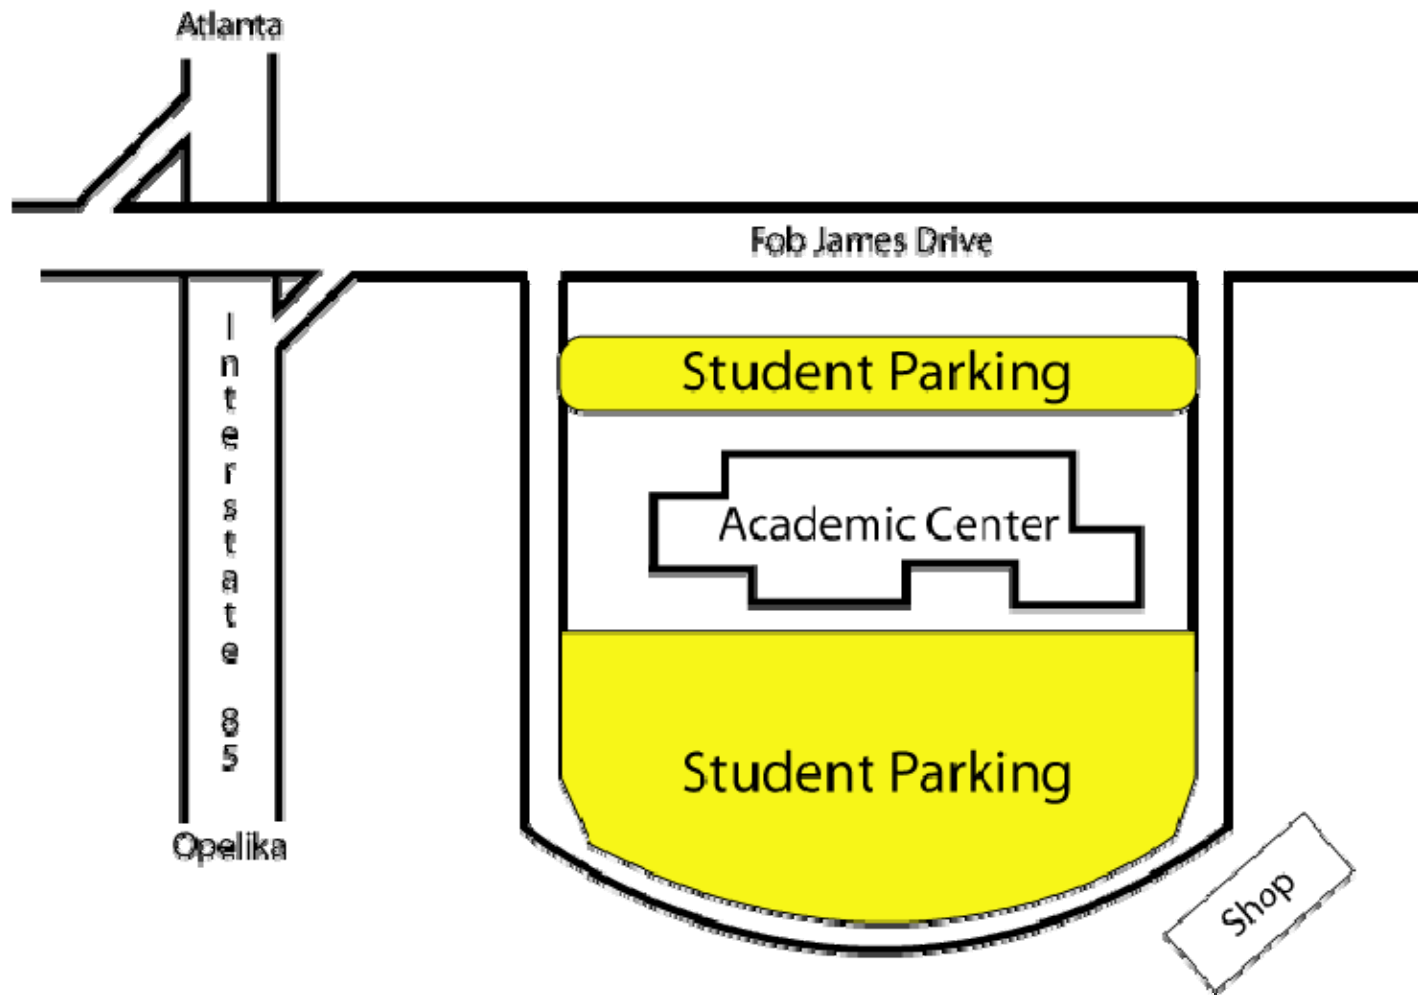 Atlanta
Fob James Drive
Interstate 85
Student Parking
Academic Center
Student Parking
Opelika
Shop